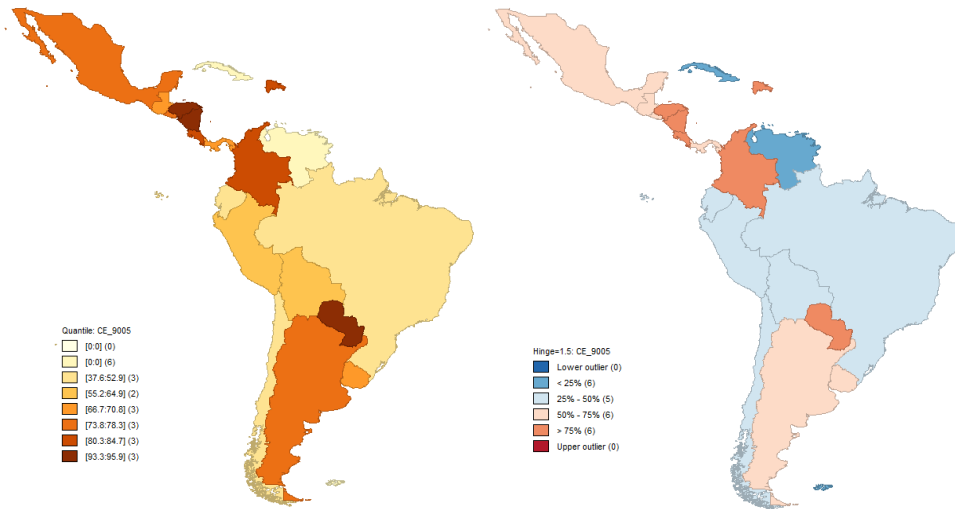 Quantile: CE_9005
[0:0] (0)
[0:0] (6)
[37.6:52.9] (3)
[55.2:64.9] (2)
[66.7:70.8] (3)
[73.8:78.3] (3)
[80.3:84.7] (3)
[93.3:95.9] (3)
Hinge=1.5: CE_9005
Lower outlier (0)
< 25% (6)
25% - 50% (5)
50% - 75% (6)
> 75% (6)
Upper outlier (0)